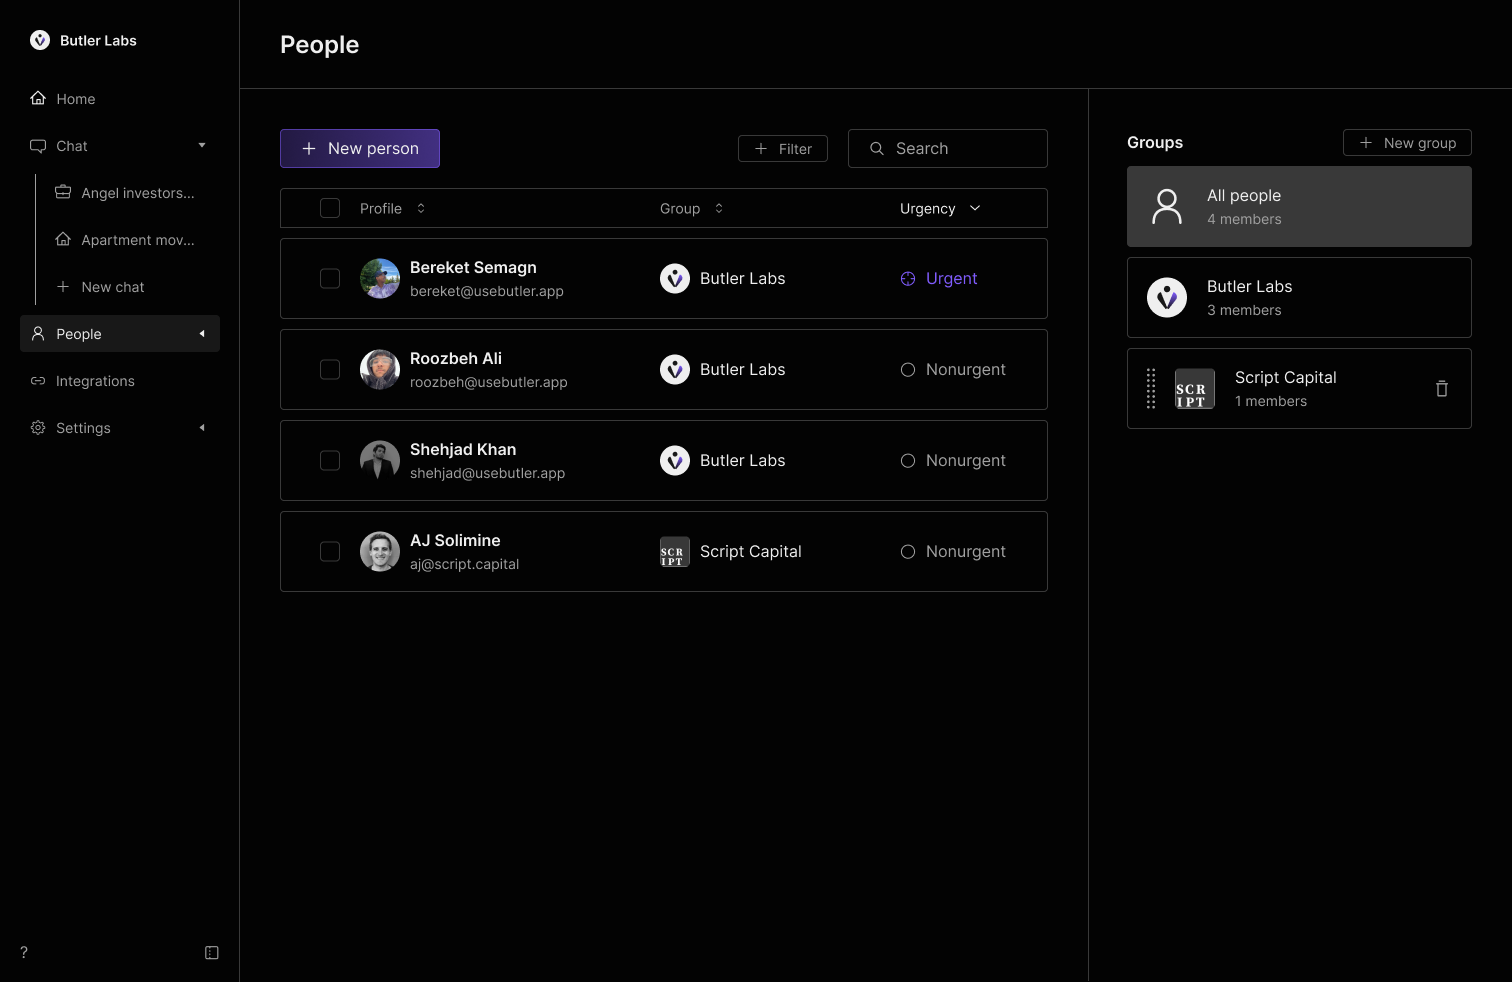 Butler Labs
Home
Chat
Angel investors...
Apartment mov...
New chat
People
Integrations
Settings
?
People
New person
Filter
Search
Profile
Group
Urgency
Bereket Semagn
bereket@usebutler.app
Butler Labs
Urgent
Roozbeh Ali
roozbeh@usebutler.app
Butler Labs
Nonurgent
Shehjad Khan
shehjad@usebutler.app
Butler Labs
Nonurgent
AJ Solimine
aj@script.capital
SCR
IPT
Script Capital
Nonurgent
Groups
New group
All people
4 members
Butler Labs
3 members
SCR
IPT
Script Capital
1 members